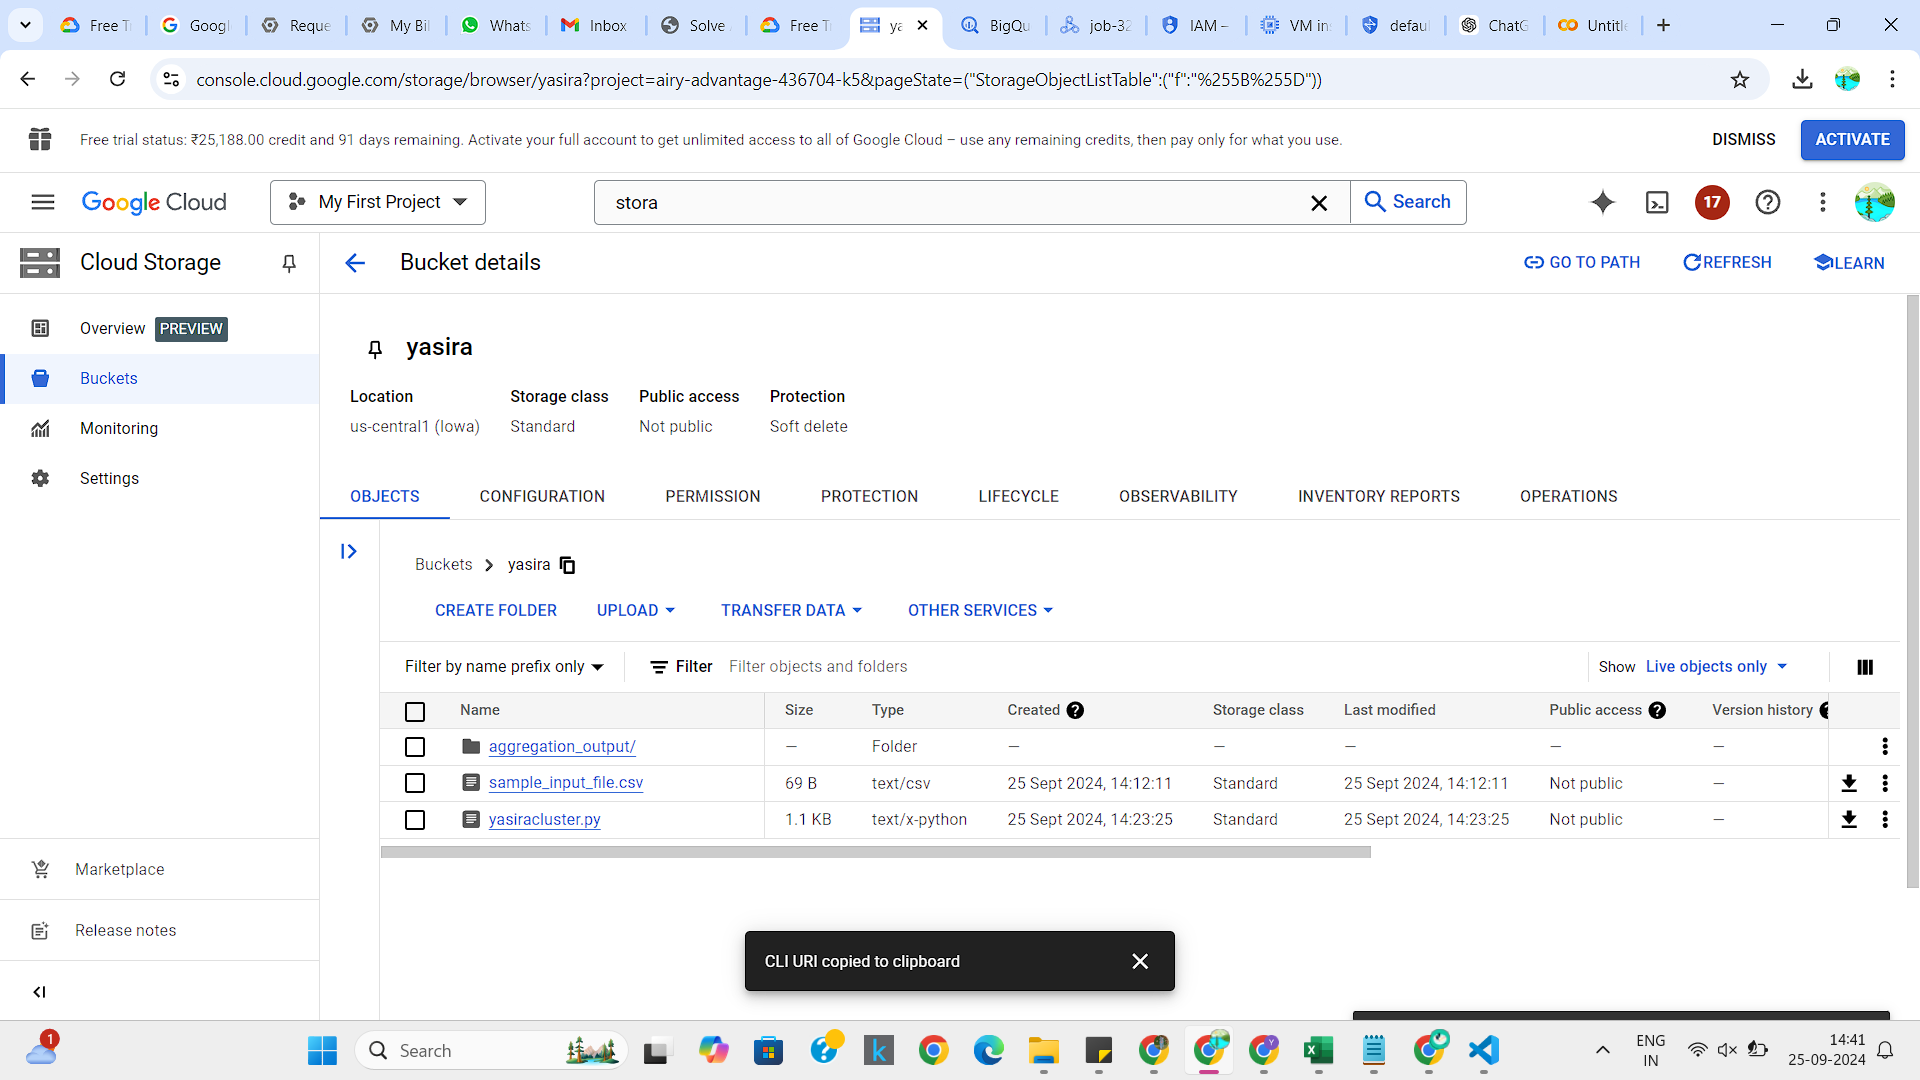 Free T
Googl
Reque
My Bil
Whats
Inbox
Solve
Free T
ya
BigQu
job-32
IAM –
VM in
defau
ChatG
Untitle
console.cloud.google.com/storage/browser/yasira?project=airy-advantage-436704-k5&pageState=("StorageObjectListTable":("f":"%255B%255D"))
Free trial status: ₹25,188.00 credit and 91 days remaining. Activate your full account to get unlimited access to all of Google Cloud – use any remaining credits, then pay only for what you use.
DISMISS
ACTIVATE
Google Cloud
My First Project
stora
Search
17
Cloud Storage
Bucket details
GO TO PATH
REFRESH
LEARN
Overview PREVIEW
Buckets
Monitoring
Settings
Marketplace
Release notes
yasira
Location Storage class Public access Protection
us-central1 (Iowa) Standard Not public Soft delete
OBJECTS CONFIGURATION PERMISSION PROTECTION LIFECYCLE OBSERVABILITY INVENTORY REPORTS OPERATIONS
Buckets > yasira
CREATE FOLDER UPLOAD TRANSFER DATA OTHER SERVICES
Filter by name prefix only Filter Filter objects and folders Show Live objects only
Name Size Type Created Storage class Last modified Public access Version history
aggregation_output/ — Folder — — — — —
sample_input_file.csv 69 B text/csv 25 Sept 2024, 14:12:11 Standard 25 Sept 2024, 14:12:11 Not public —
yasiracluster.py 1.1 KB text/x-python 25 Sept 2024, 14:23:25 Standard 25 Sept 2024, 14:23:25 Not public —
CLI URI copied to clipboard
1
Search
ENG
IN
14:41
25-09-2024